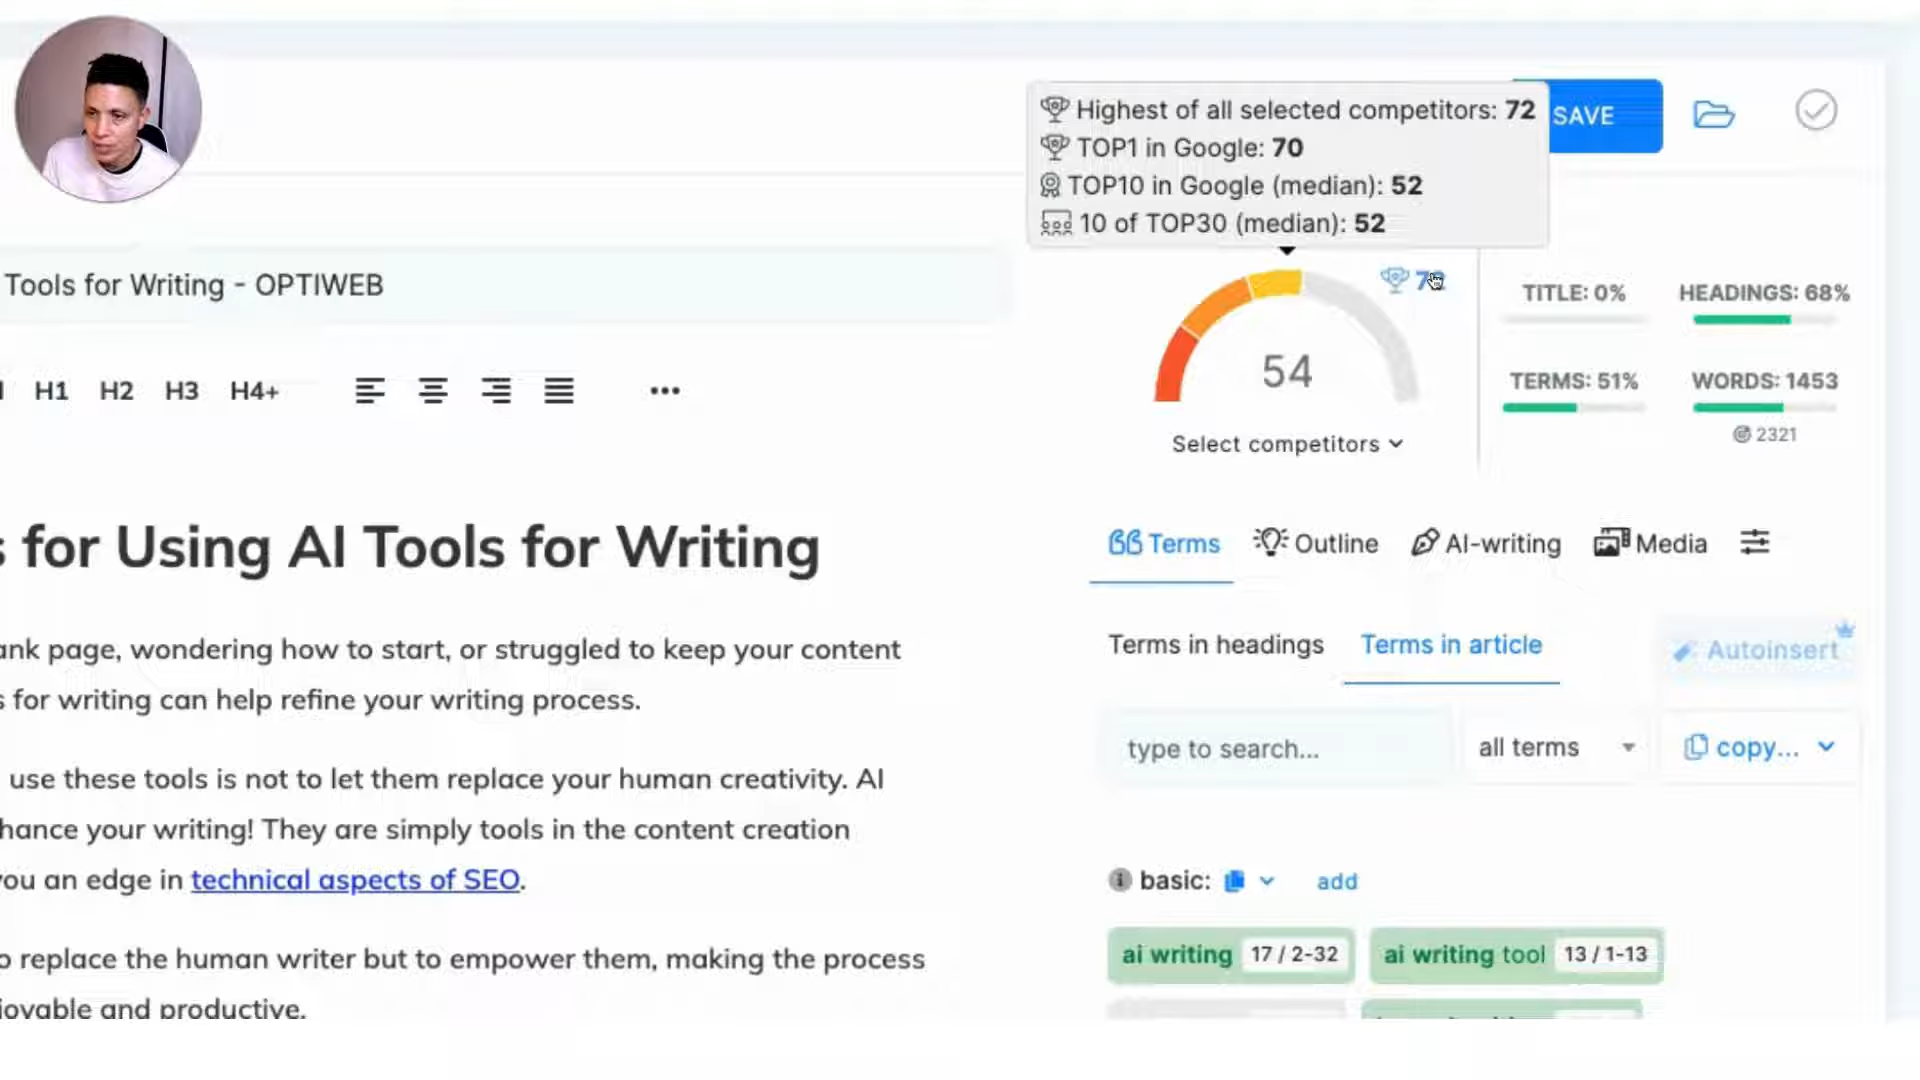 Highest of all selected competitors: 72
TOP1 in Google: 70
TOP10 in Google (median): 52
10 of TOP30 (median): 52
SAVE
Tools for Writing - OPTIWEB
H1 H2 H3 H4+
54
Select competitors
TITLE: 0%
HEADINGS: 68%
TERMS: 51%
WORDS: 1453
2321
for Using AI Tools for Writing
page, wondering how to start, or struggled to keep your content
for writing can help refine your writing process.
use these tools is not to let them replace your human creativity. AI
your writing! They are simply tools in the content creation
an edge in technical aspects of SEO.
replace the human writer but to empower them, making the process
and productive.
Terms
Outline
AI-writing
Media
Terms in headings
Terms in article
Autoinsert
type to search...
all terms
copy...
basic:
add
ai writing 17 / 2-32
ai writing tool 13 / 1-13